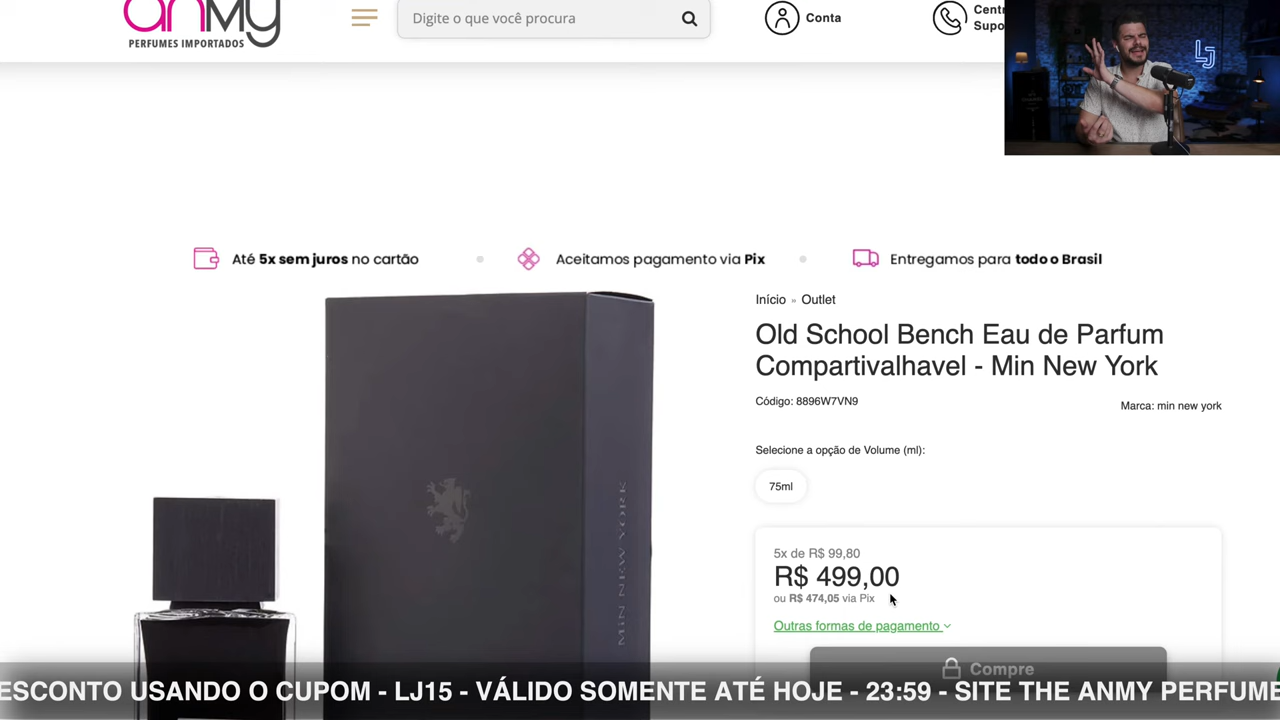 anmy
PERFUMES IMPORTADOS
Digite o que você procura
Conta
Centr
Supo
LJ
Até 5x sem juros no cartão
Aceitamos pagamento via Pix
Entregamos para todo o Brasil
Início » Outlet
Old School Bench Eau de Parfum
Compartivalhavel - Min New York
Código: 8896W7VN9
Marca: min new york
Selecione a opção de Volume (ml):
75ml
5x de R$ 99,80
R$ 499,00
ou R$ 474,05 via Pix
Outras formas de pagamento
Compre
MiN NEW YORK
ESCONTO USANDO O CUPOM - LJ15 - VÁLIDO SOMENTE ATÉ HOJE - 23:59 - SITE THE ANMY PERFUME